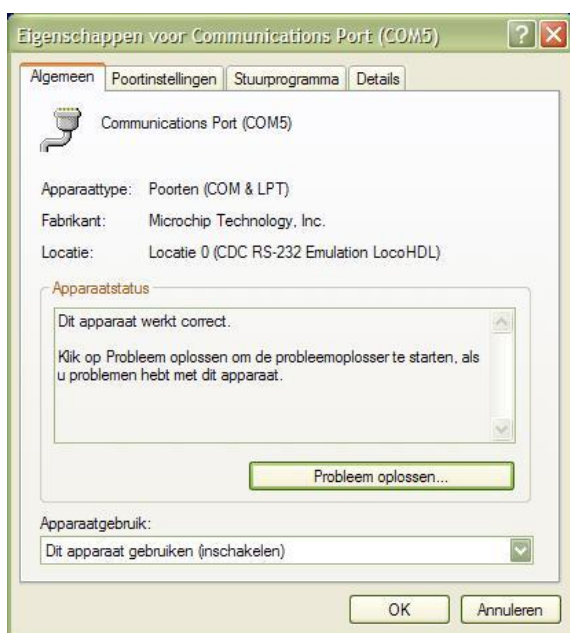 Eigenschappen voor Communications Port (COM5)
Algemeen Poortinstellingen Stuurprogramma Details
Communications Port (COM5)
Apparaattype: Poorten (COM & LPT)
Fabrikant: Microchip Technology, Inc.
Locatie: Locatie 0 (CDC RS-232 Emulation LocoHDL)
Apparaatstatus
Dit apparaat werkt correct.
Klik op Probleem oplossen om de probleemoplosser te starten, als
u problemen hebt met dit apparaat.
Probleem oplossen...
Apparaatgebruik:
Dit apparaat gebruiken (inschakelen)
OK Annuleren